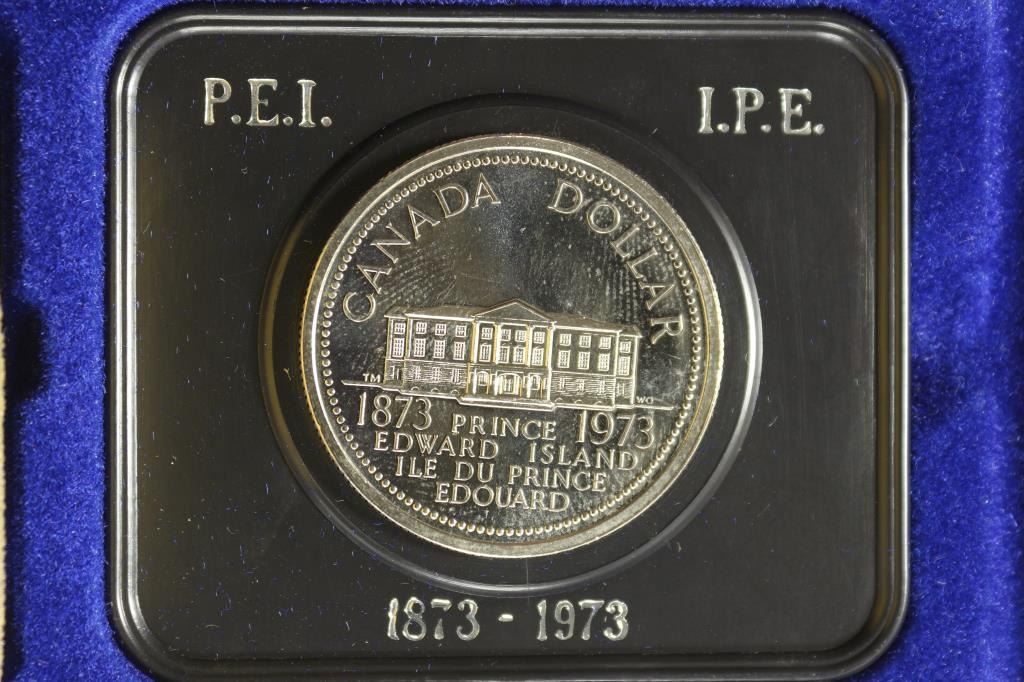 P.E.I.
I.P.E.
CANADA DOLLAR
TM
WO
1873 PRINCE 1973
EDWARD ISLAND
ILE DU PRINCE
EDOUARD
1873 - 1973